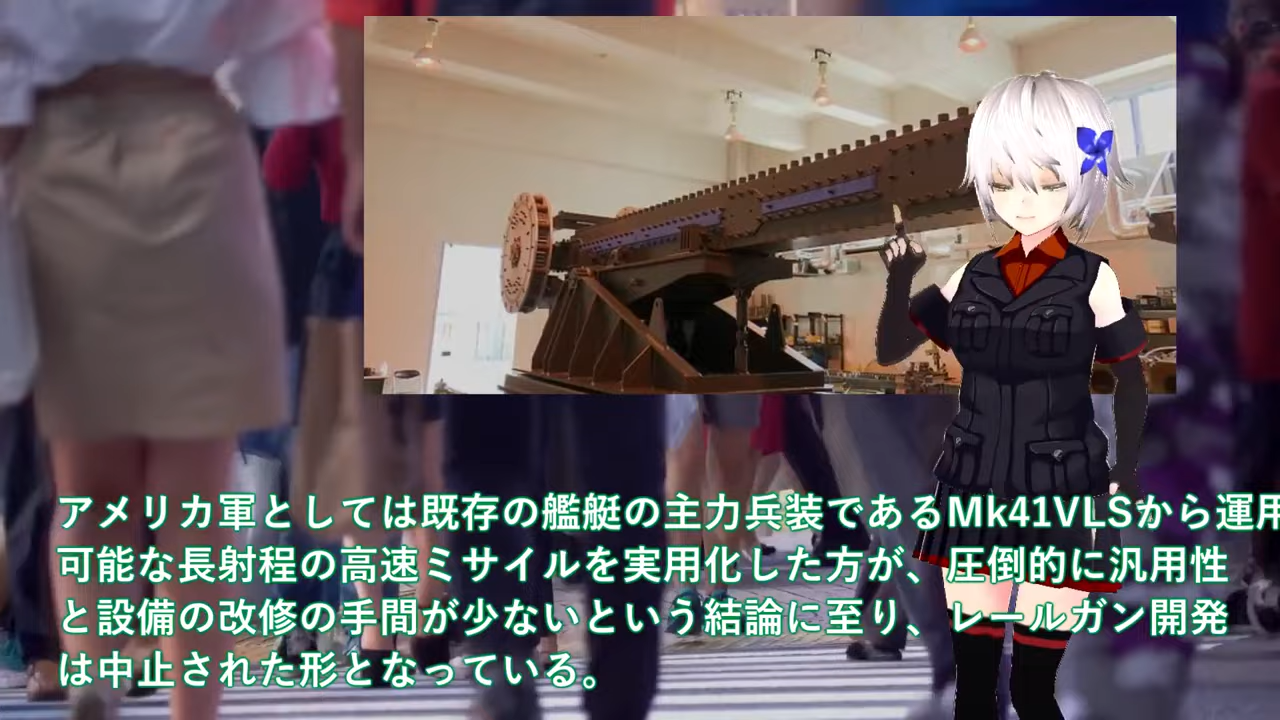 アメリカ軍としては既存の艦艇の主力兵装であるMk41VLSから運用
可能な長射程の高速ミサイルを実用化した方が、圧倒的に汎用性
と設備の改修の手間が少ないという結論に至り、レールガン開発
は中止された形となっている。